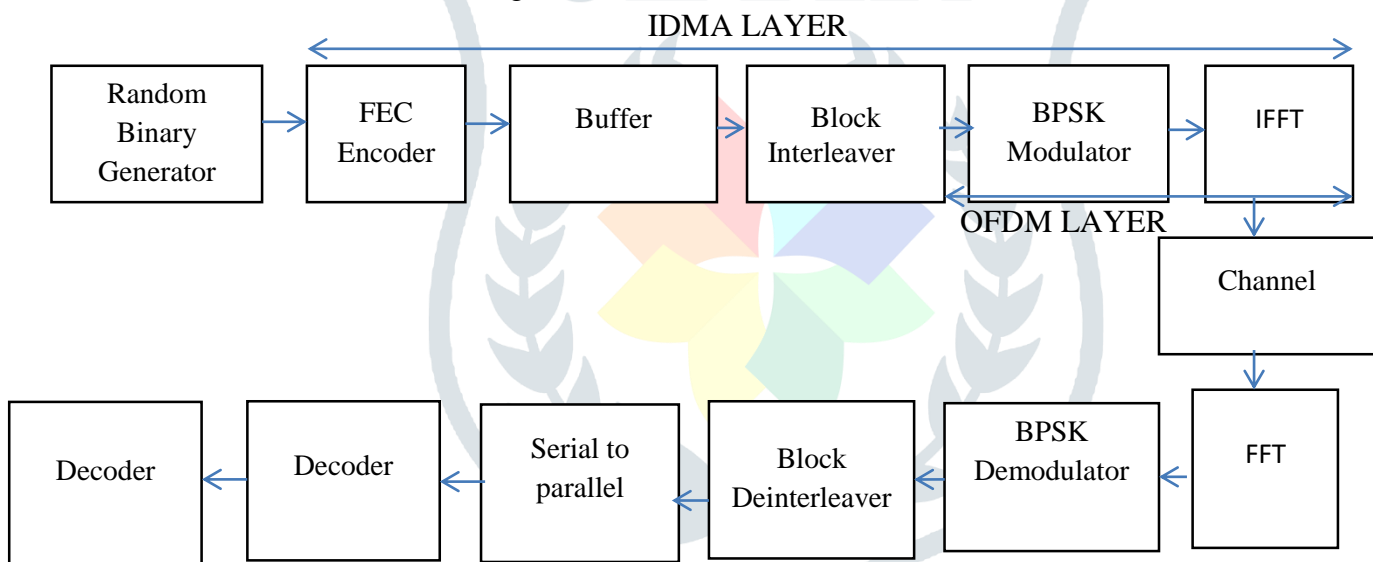 IDMA LAYER
Random
Binary
Generator
FEC
Encoder
Buffer
Block
Interleaver
BPSK
Modulator
IFFT
OFDM LAYER
Channel
Decoder
Decoder
Serial to
parallel
Block
Deinterleaver
BPSK
Demodulator
FFT